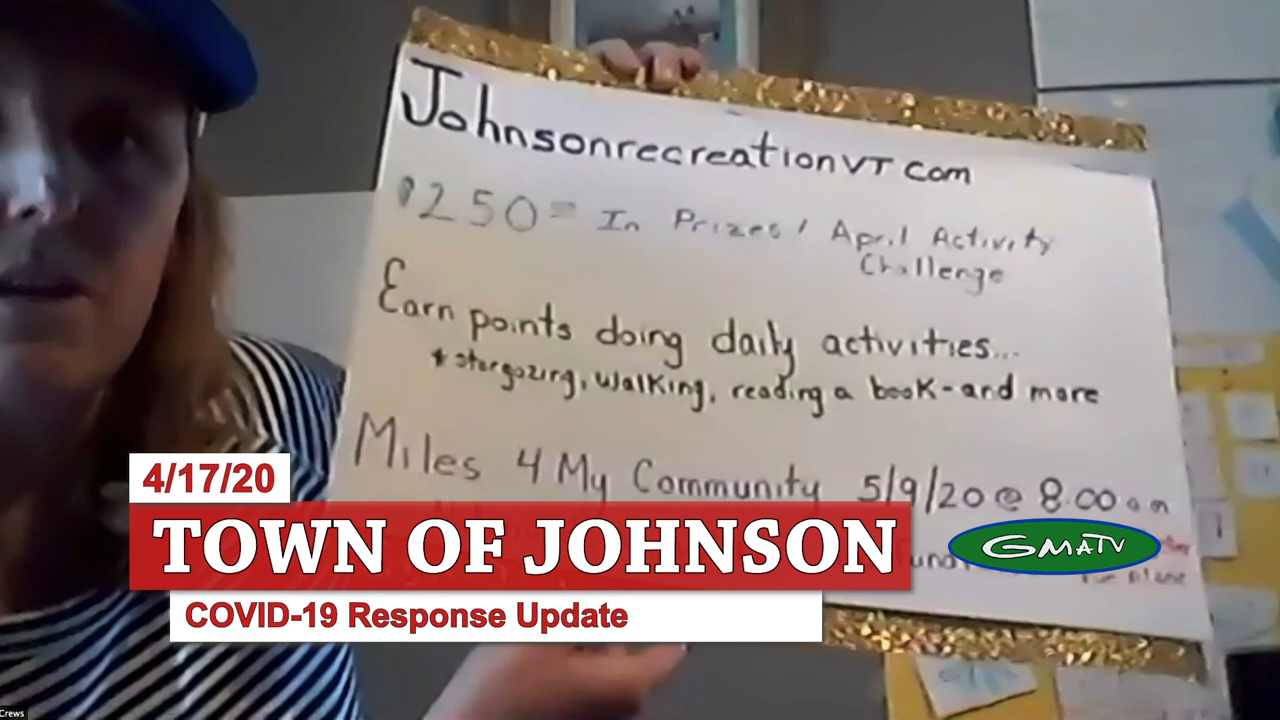 JohnsonrecreationVT com
$250= In Prizes! April Activity
Challenge
Earn points doing daily activities...
* stargazing, walking, reading a book-and more
Miles 4 My Community 5/9/20 @ 8:00am
4/17/20
TOWN OF JOHNSON
GMATV
COVID-19 Response Update
Crews